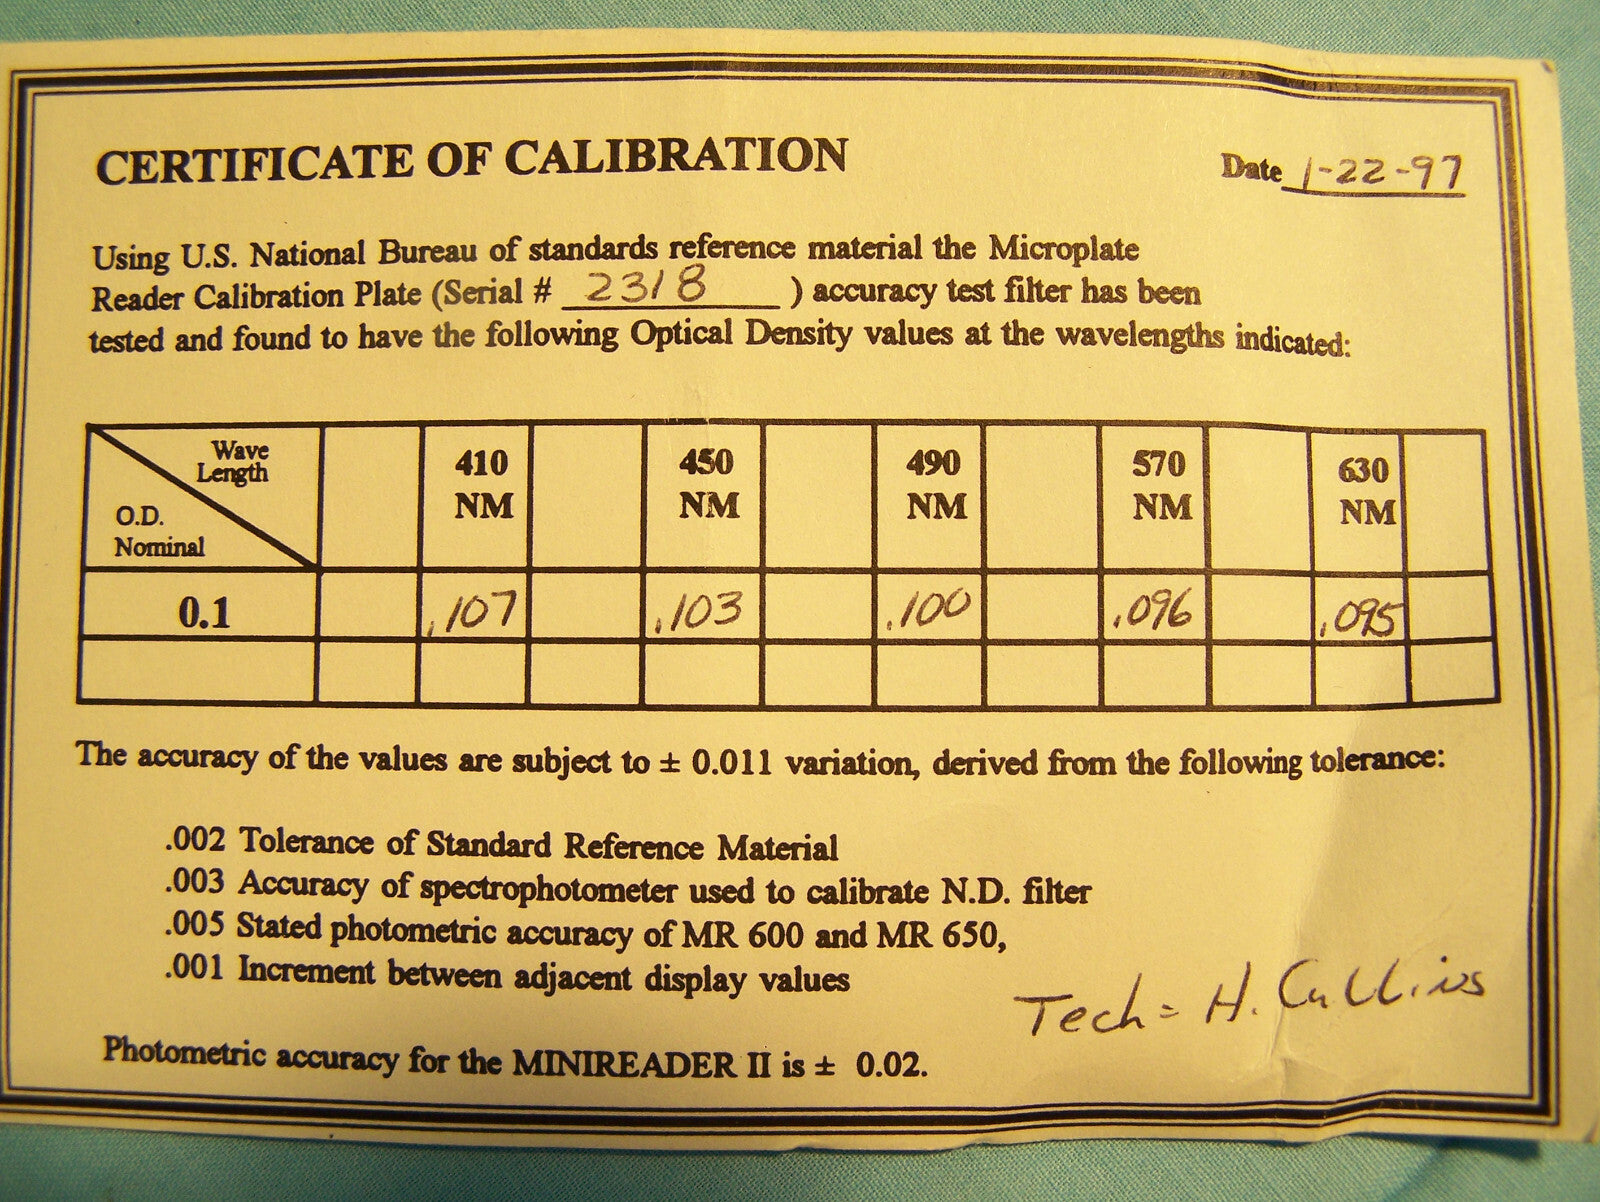 CERTIFICATE OF CALIBRATION
Date 1-22-97
Using U.S. National Bureau of standards reference material the Microplate
Reader Calibration Plate (Serial # 2318 ) accuracy test filter has been
tested and found to have the following Optical Density values at the wavelengths indicated:
Wave
Length
O.D.
Nominal
410 NM
450 NM
490 NM
570 NM
630 NM
0.1 .107 .103 .100 .096 .095
The accuracy of the values are subject to ± 0.011 variation, derived from the following tolerance:
.002 Tolerance of Standard Reference Material
.003 Accuracy of spectrophotometer used to calibrate N.D. filter
.005 Stated photometric accuracy of MR 600 and MR 650,
.001 Increment between adjacent display values
Tech = H. Cullins
Photometric accuracy for the MINIREADER II is ± 0.02.